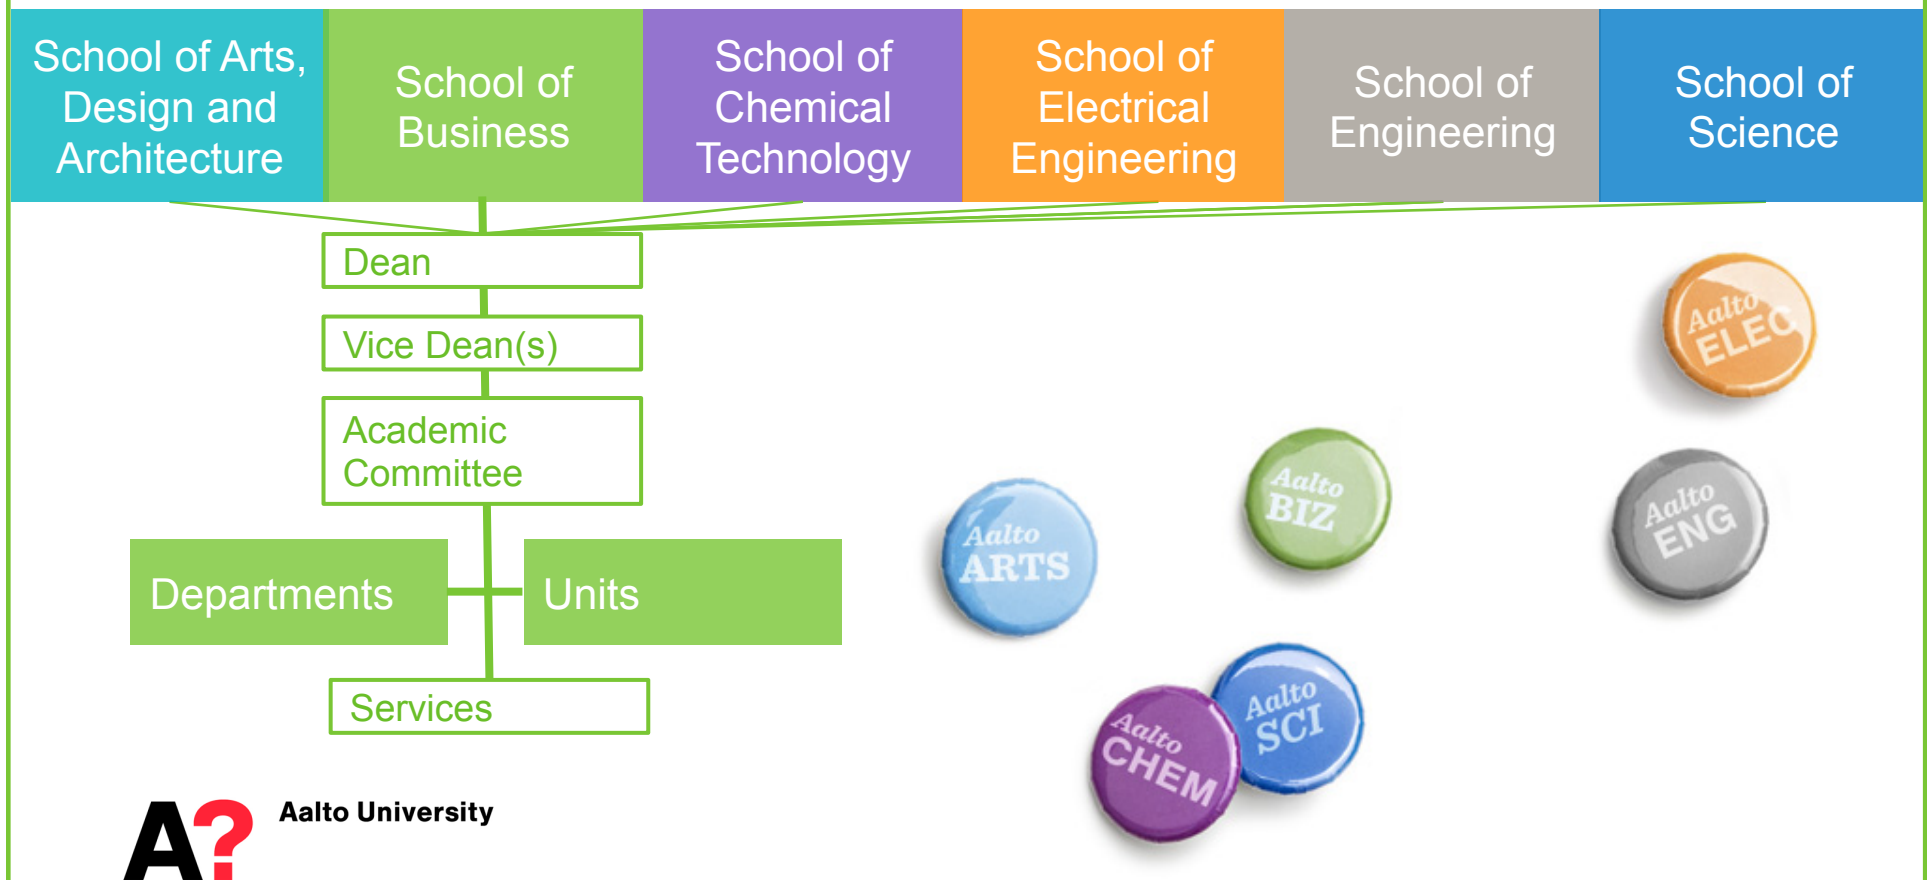 School of Arts,
Design and
Architecture
School of
Business
School of
Chemical
Technology
School of
Electrical
Engineering
School of
Engineering
School of
Science
Dean
Vice Dean(s)
Academic
Committee
Departments
Units
Services
Aalto
ELEC
Aalto
BIZ
Aalto
ENG
Aalto
ARTS
Aalto
SCI
Aalto
CHEM
A?
Aalto University